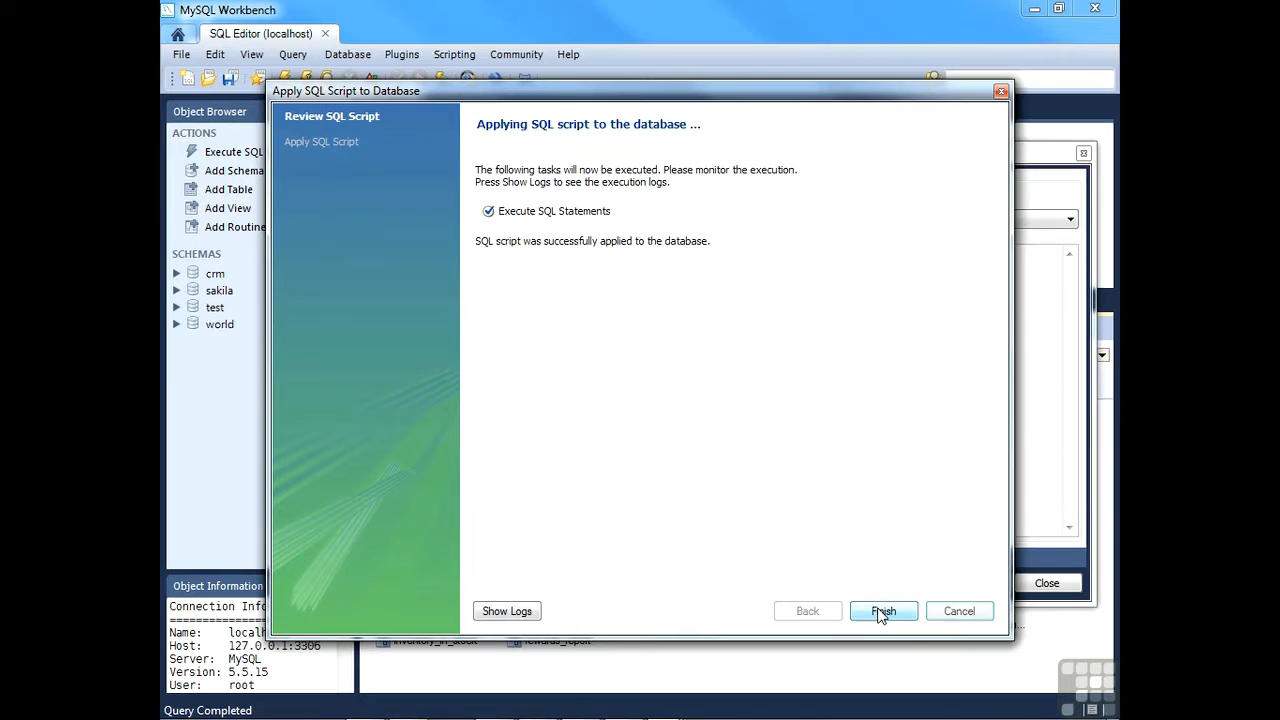 MySQL Workbench
SQL Editor (localhost)
File Edit View Query Database Plugins Scripting Community Help
Apply SQL Script to Database
Object Browser
ACTIONS
Execute SQL
Add Schema
Add Table
Add View
Add Routine
SCHEMAS
crm
sakila
test
world
Review SQL Script
Apply SQL Script
Applying SQL script to the database ...
The following tasks will now be executed. Please monitor the execution.
Press Show Logs to see the execution logs.
Execute SQL Statements
SQL script was successfully applied to the database.
Show Logs Back Finish Cancel
Close
Object Information
Connection Info
Name: localh
Host: 127.0.0.1:3306
Server: MySQL
Version: 5.5.15
User: root
inventory_in_stock rewards_report
Query Completed